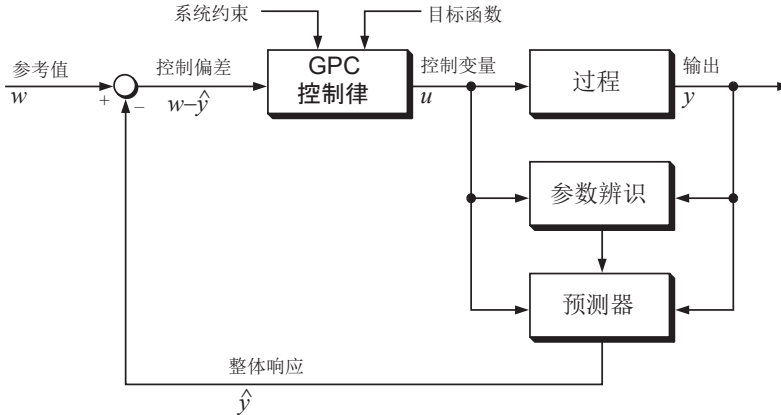 系统约束
目标函数
参考值
w
+
−
控制偏差
w–ŷ
GPC
控制律
控制变量
u
过程
输出
y
参数辨识
预测器
整体响应
ŷ